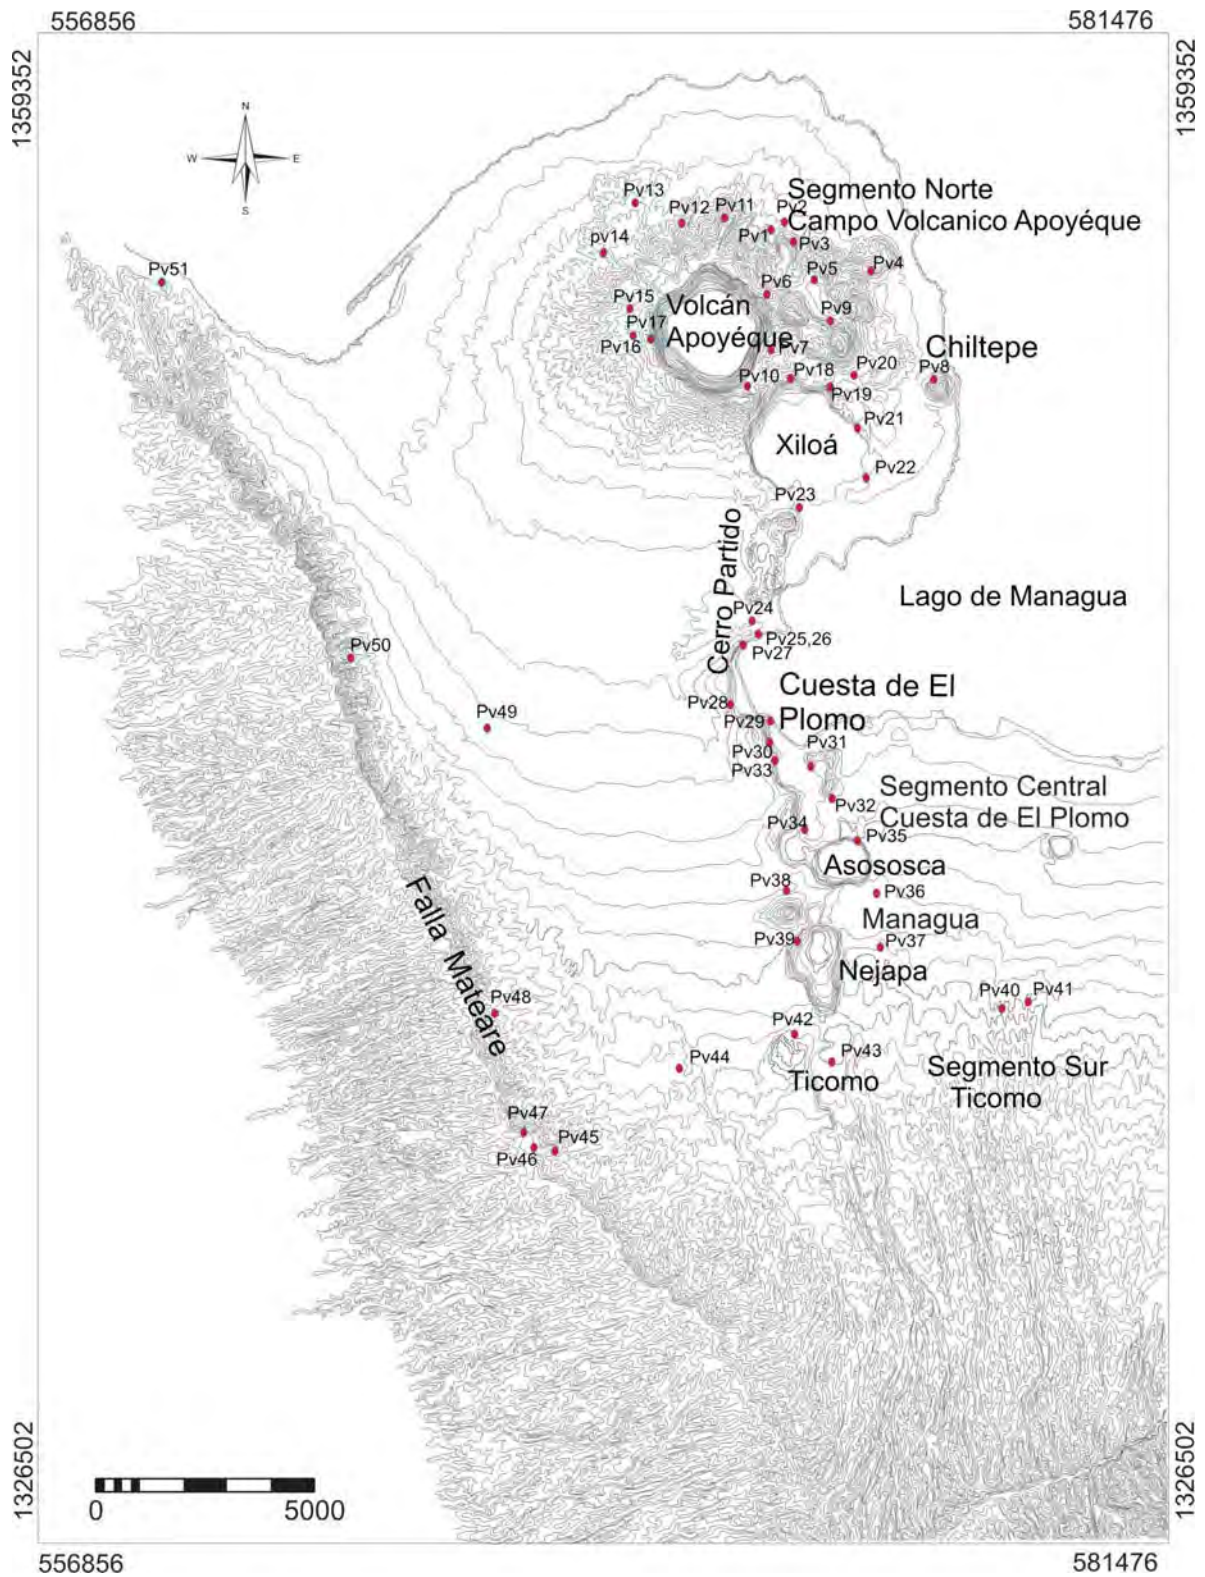 556856
581476
1359352
1359352
N
W
E
S
Pv13
Pv12
Pv11
Pv2
Segmento Norte
Campo Volcanico Apoyéque
Pv1
Pv3
pv14
Pv4
Pv5
Pv51
Pv6
Pv15
Volcán
Apoyéque
Pv9
Pv17
Pv16
Pv7
Chiltepe
Pv10
Pv18
Pv20
Pv8
Pv19
Pv21
Xiloá
Pv22
Pv23
Cerro Partido
Lago de Managua
Pv24
Pv25,26
Pv27
Pv50
Pv28
Cuesta de El
Plomo
Pv49
Pv29
Pv30
Pv31
Pv33
Segmento Central
Cuesta de El Plomo
Pv32
Pv34
Pv35
Asososca
Pv38
Pv36
Falla Mateare
Managua
Pv39
Pv37
Nejapa
Pv48
Pv40
Pv41
Pv42
Pv43
Pv44
Ticomo
Segmento Sur
Ticomo
Pv47
Pv45
Pv46
1326502
1326502
0
5000
556856
581476